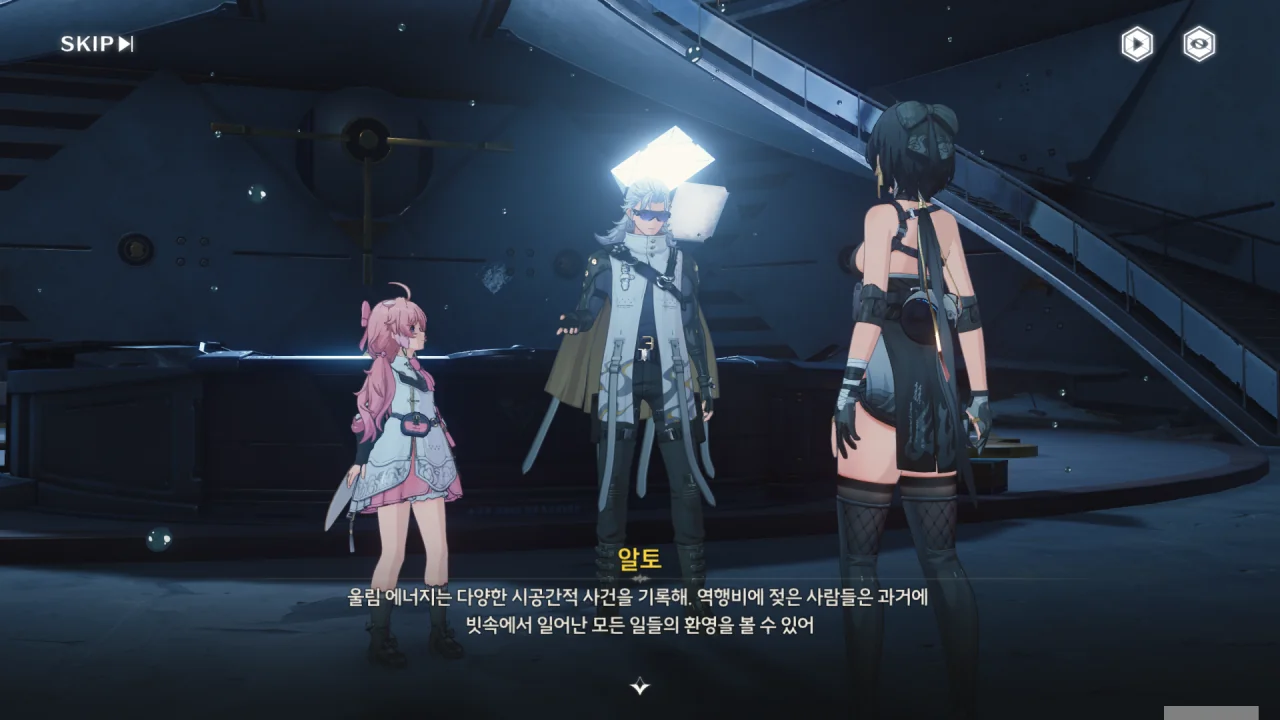 SKIP
알토
울림 에너지는 다양한 시공간적 사건을 기록해. 역행비에 젖은 사람들은 과거에
빗속에서 일어난 모든 일들의 환영을 볼 수 있어